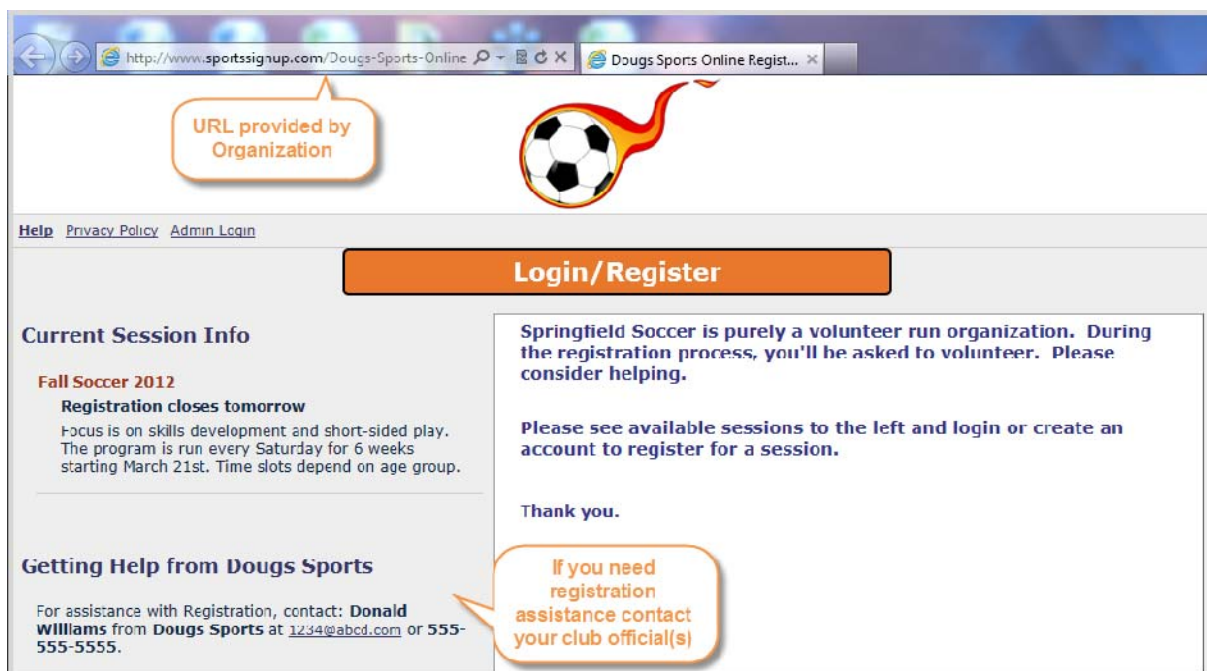 http://www.sportssignup.com/Dougs-Sports-Online
Dougs Sports Online Regist...
URL provided by
Organization
Help Privacy Policy Admin Login
Login/Register
Current Session Info
Fall Soccer 2012
Registration closes tomorrow
Focus is on skills development and short-sided play.
The program is run every Saturday for 6 weeks
starting March 21st. Time slots depend on age group.
Springfield Soccer is purely a volunteer run organization. During
the registration process, you'll be asked to volunteer. Please
consider helping.
Please see available sessions to the left and login or create an
account to register for a session.
Thank you.
Getting Help from Dougs Sports
For assistance with Registration, contact: Donald
Williams from Dougs Sports at 1234@abcd.com or 555-
555-5555.
If you need
registration
assistance contact
your club official(s)